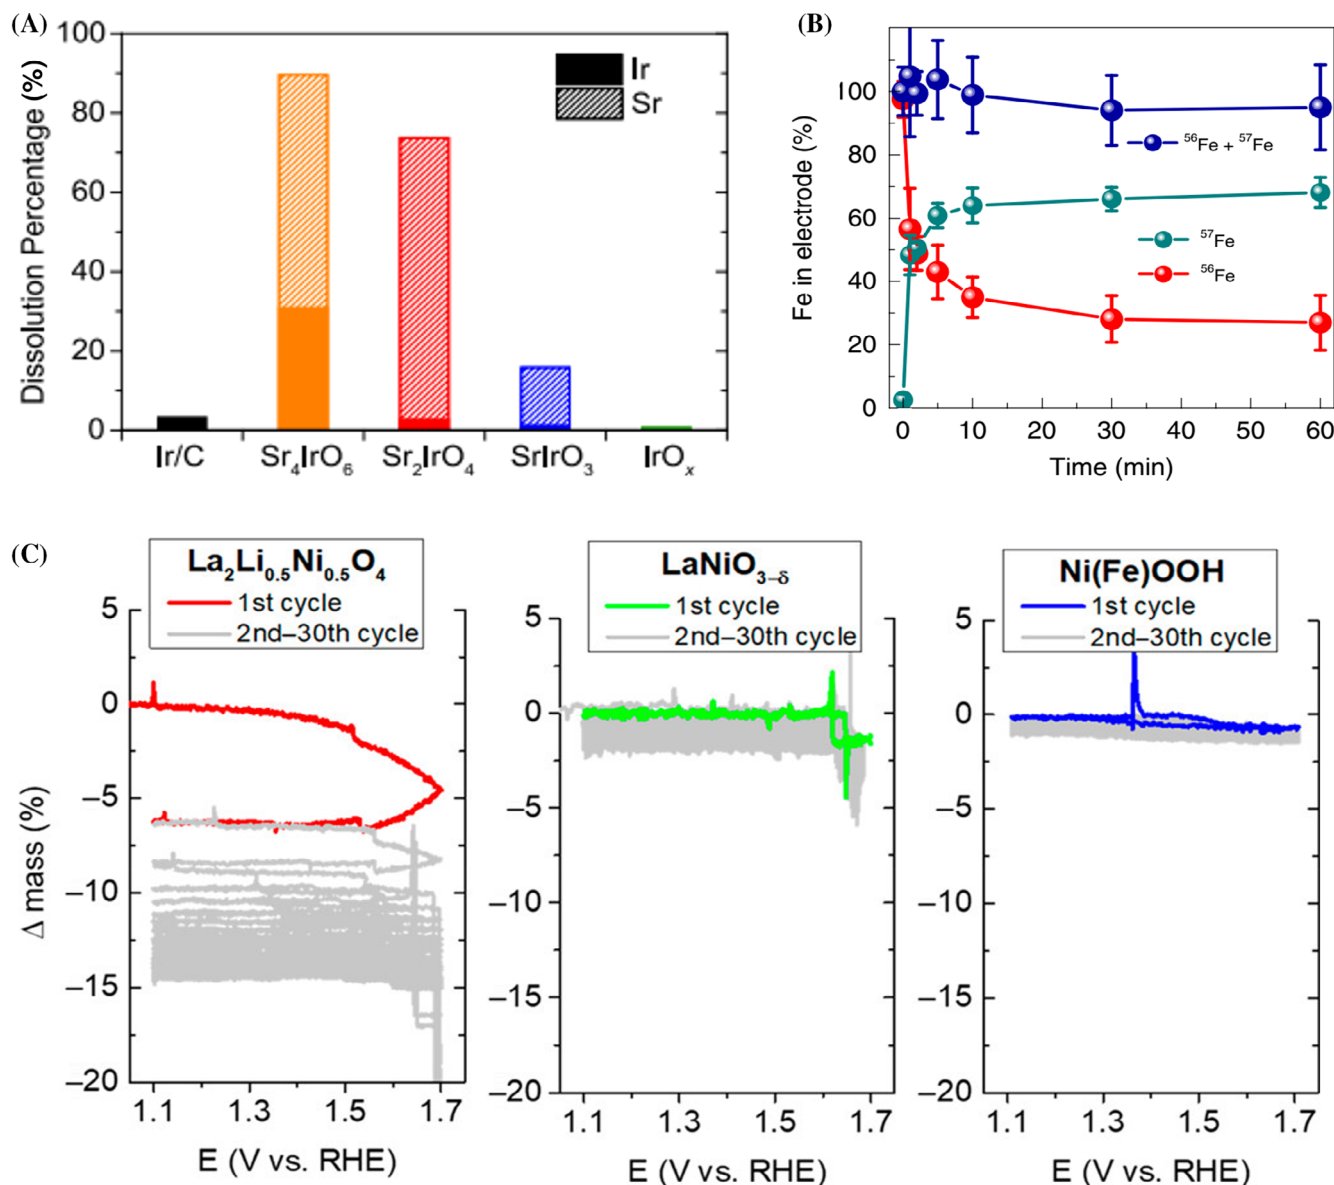 (A)
Dissolution Percentage (%)
100
80
60
40
20
0
Ir
Sr
Ir/C
Sr₄IrO₆
Sr₂IrO₄
SrIrO₃
IrOₓ
(B)
Fe in electrode (%)
100
80
60
40
20
0
⁵⁶Fe + ⁵⁷Fe
⁵⁷Fe
⁵⁶Fe
0
10
20
30
40
50
60
Time (min)
(C)
La₂Li₀.₅Ni₀.₅O₄
1st cycle
2nd–30th cycle
Δ mass (%)
5
0
–5
–10
–15
–20
1.1
1.3
1.5
1.7
E (V vs. RHE)
LaNiO₃₋δ
1st cycle
2nd–30th cycle
5
0
–5
–10
–15
–20
1.1
1.3
1.5
1.7
E (V vs. RHE)
Ni(Fe)OOH
1st cycle
2nd–30th cycle
5
0
–5
–10
–15
–20
1.1
1.3
1.5
1.7
E (V vs. RHE)